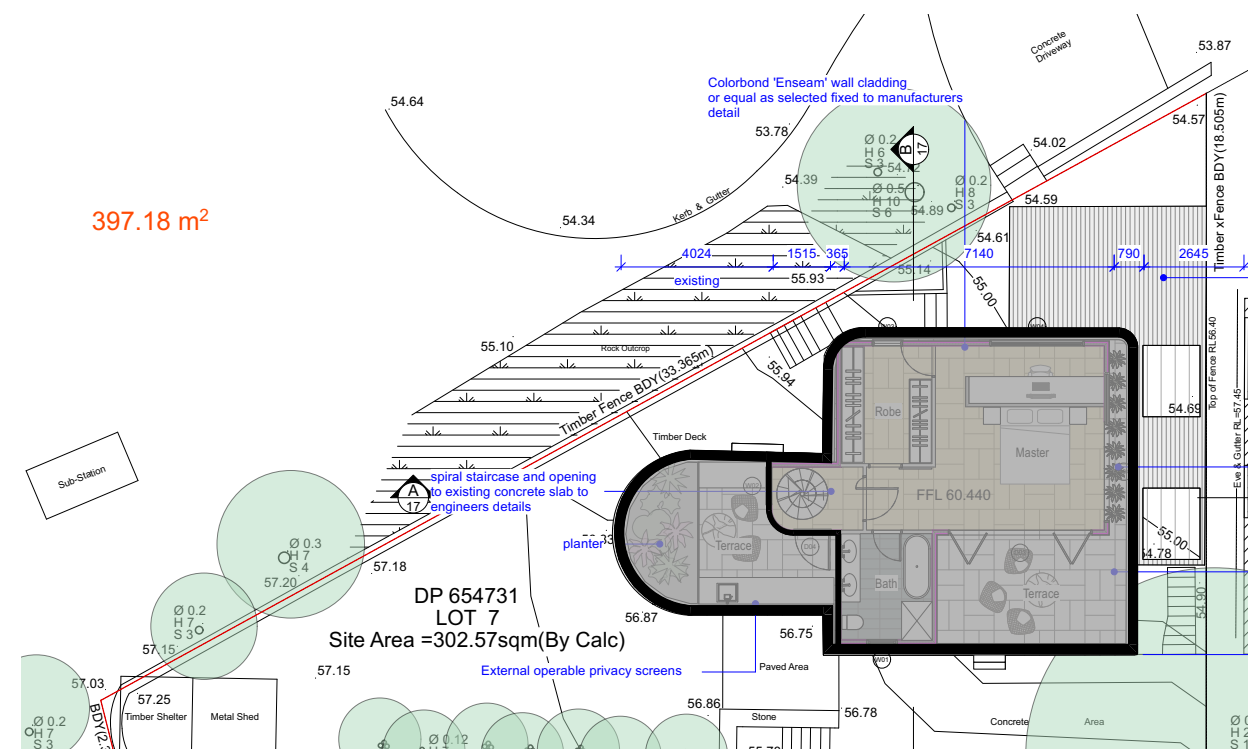 Concrete
Driveway
53.87
Colorbond 'Enseam' wall cladding
or equal as selected fixed to manufacturers
detail
54.64
54.57
53.78
Ø 0.2
H 6
S 3
54.72
B
17
54.02
Timber xFence BDY(18.505m)
54.39
Ø 0.5
H 10
S 6
54.89
Ø 0.2
H 8
S 3
54.59
Kerb & Gutter
397.18 m²
54.34
54.61
4024
1515
365
7140
790
2645
existing
55.93
55.14
55.00
55.10
Rock Outcrop
55.94
Timber Fence BDY(33.365m)
Top of Fence RL56.40
Eve & Gutter RL=57.45
54.69
Robe
Master
FFL 60.440
Timber Deck
Sub-Station
A
17
spiral staircase and opening
to existing concrete slab to
engineers details
planter
Terrace
55.00
54.78
54.90
Ø 0.3
H 7
S 4
57.20
57.18
Bath
Terrace
DP 654731
LOT 7
Site Area =302.57sqm(By Calc)
56.87
56.75
Ø 0.2
H 7
S 3
57.15
External operable privacy screens
Paved Area
W01
57.15
57.03
57.25
Timber Shelter
Metal Shed
56.86
Stone
56.78
Concrete
Area
Ø 0.2
H 7
S 3
Ø 0.12